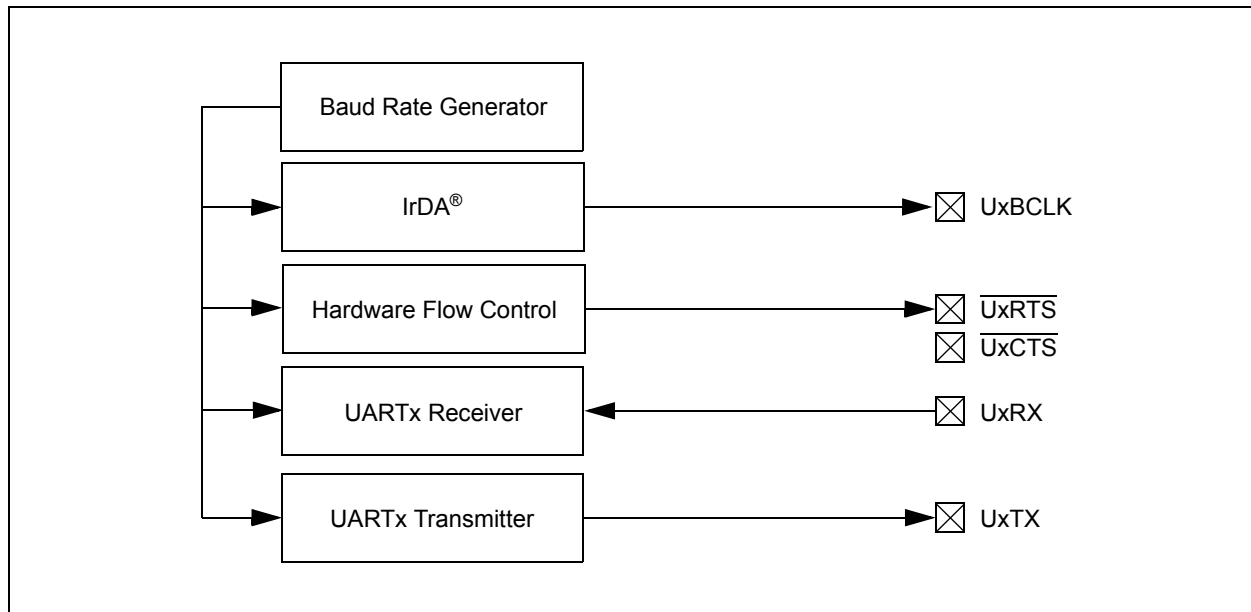 Baud Rate Generator
IrDA®
UxBCLK
Hardware Flow Control
UxRTS
UxCTS
UARTx Receiver
UxRX
UARTx Transmitter
UxTX